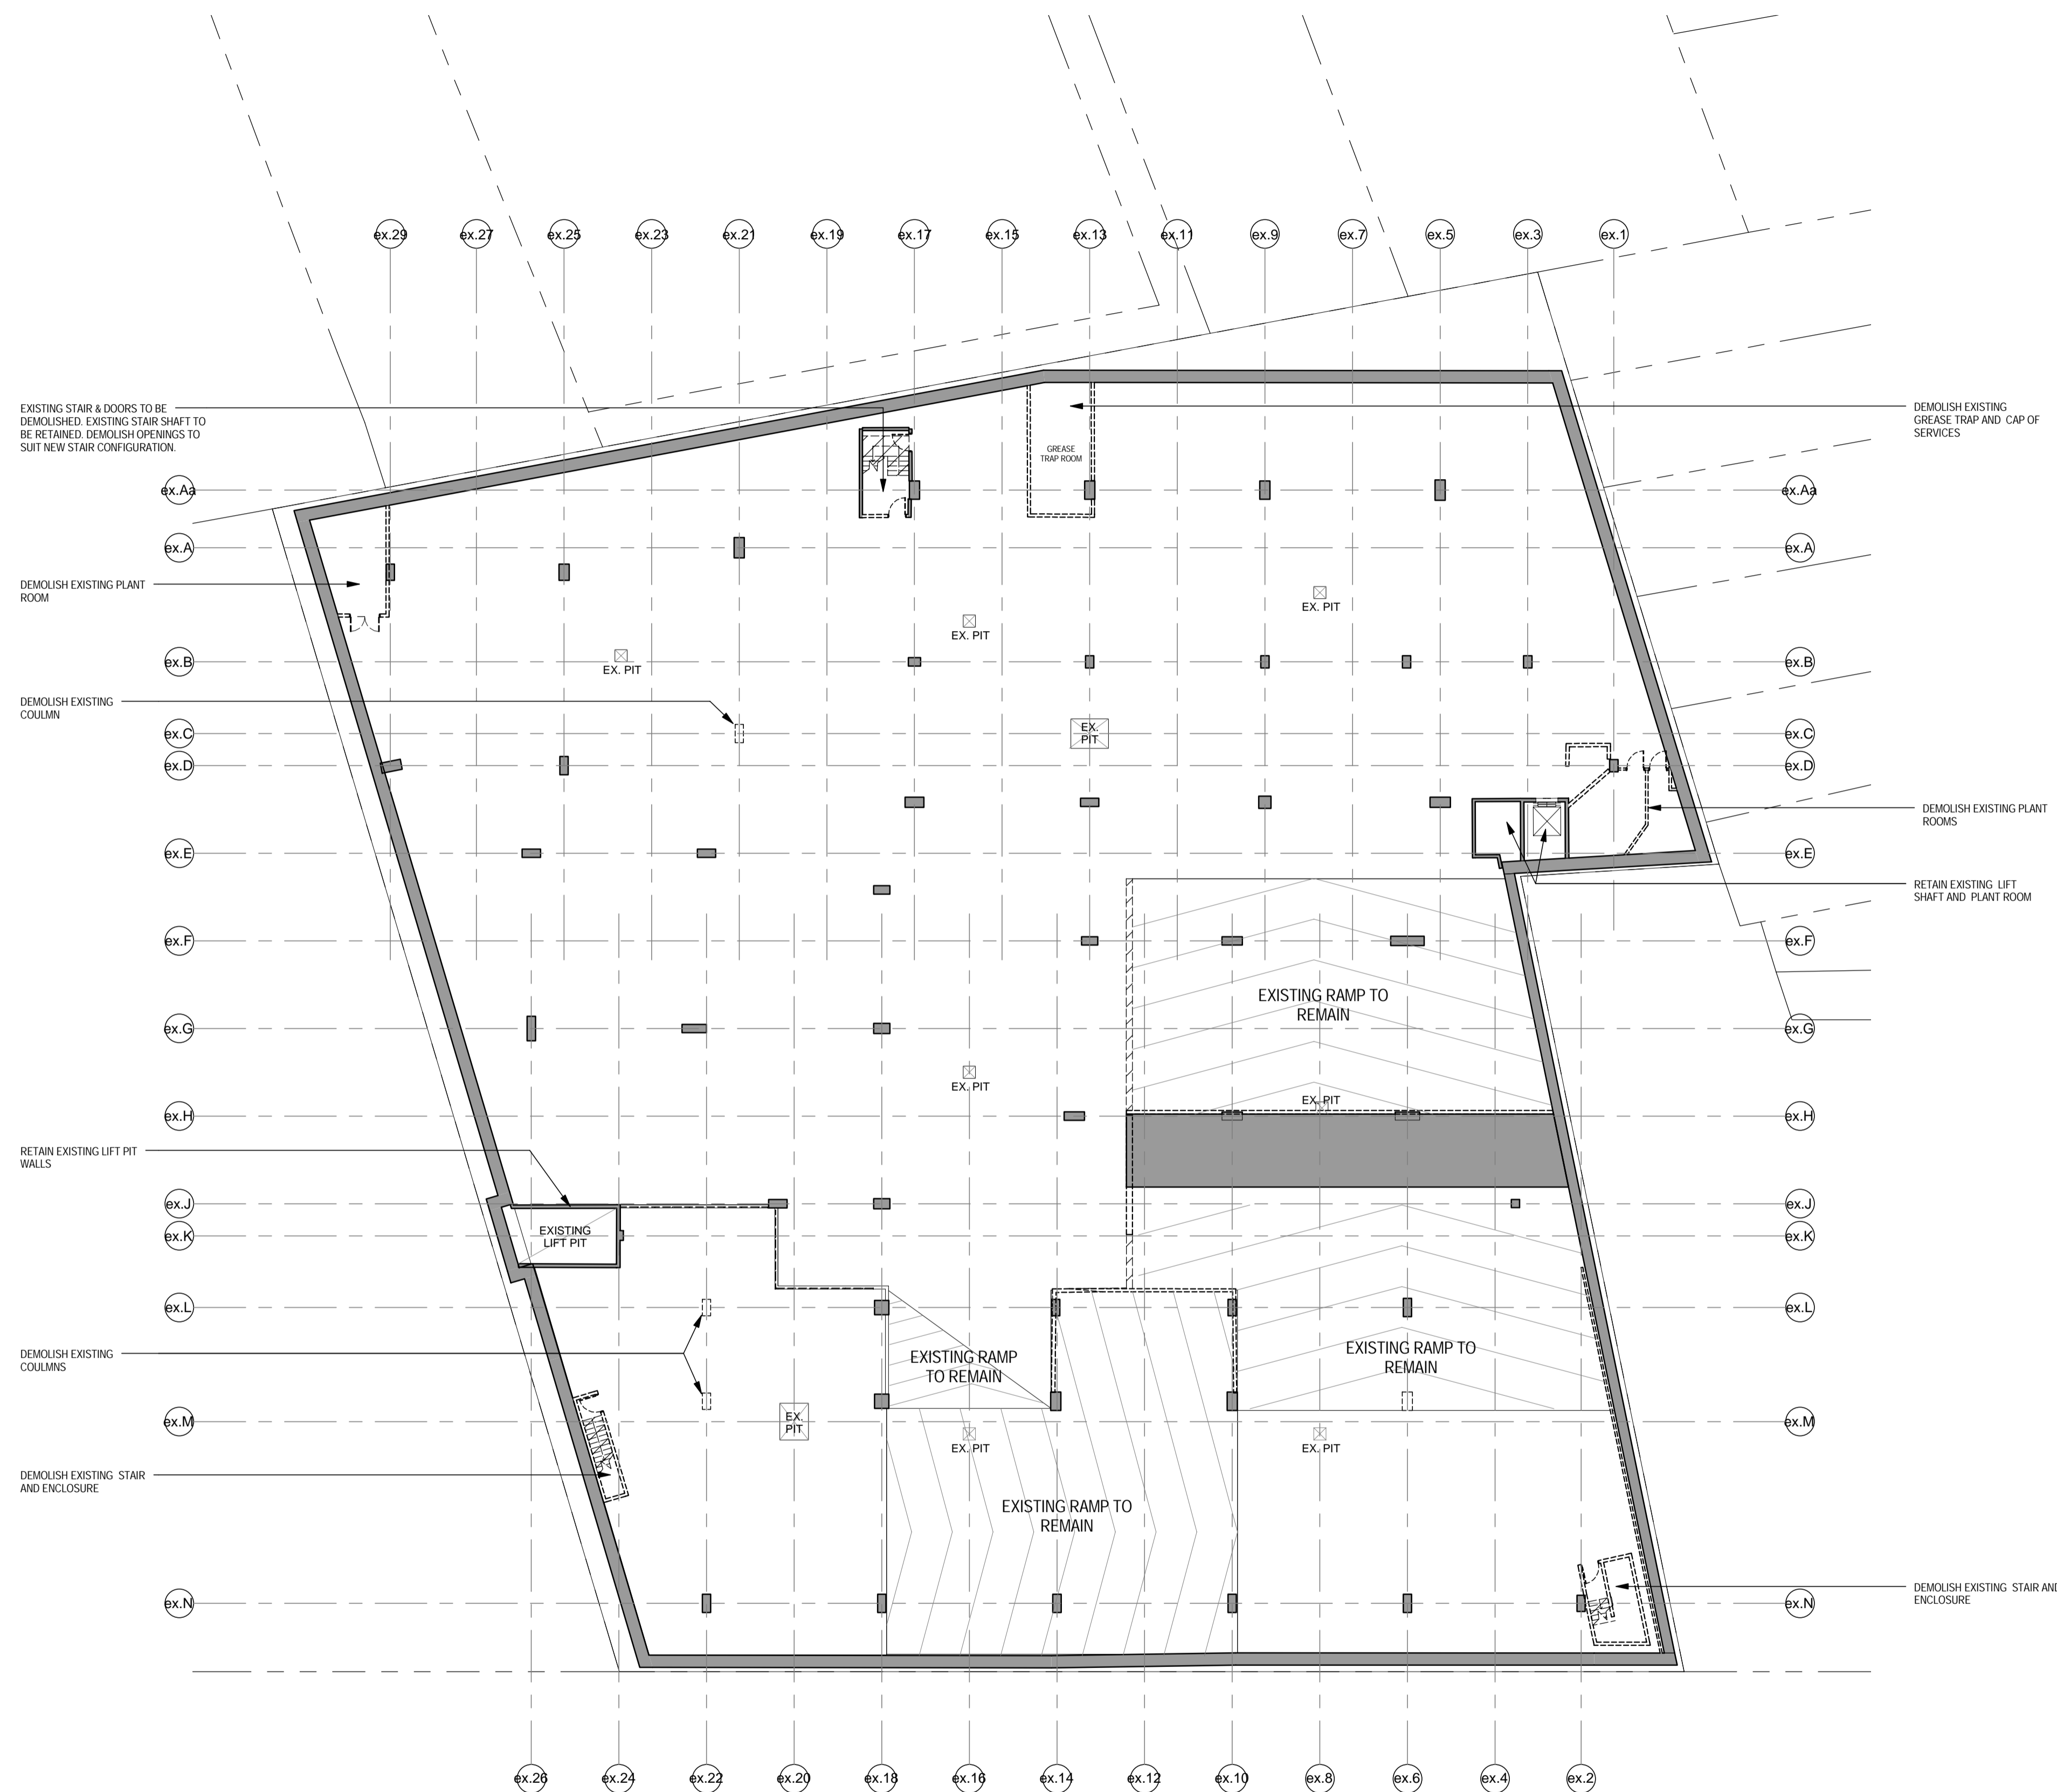 ex.29
ex.27
ex.25
ex.23
ex.21
ex.19
ex.17
ex.15
ex.13
ex.11
ex.9
ex.7
ex.5
ex.3
ex.1
EXISTING STAIR & DOORS TO BE
DEMOLISHED. EXISTING STAIR SHAFT TO
BE RETAINED. DEMOLISH OPENINGS TO
SUIT NEW STAIR CONFIGURATION.
DEMOLISH EXISTING
GREASE TRAP AND CAP OF
SERVICES
GREASE
TRAP ROOM
ex.Aa
ex.Aa
ex.A
ex.A
DEMOLISH EXISTING PLANT
ROOM
EX. PIT
EX. PIT
EX. PIT
ex.B
ex.B
DEMOLISH EXISTING
COULMN
ex.C
EX.
PIT
ex.C
ex.D
ex.D
DEMOLISH EXISTING PLANT
ROOMS
ex.E
ex.E
RETAIN EXISTING LIFT
SHAFT AND PLANT ROOM
ex.F
ex.F
EXISTING RAMP TO
REMAIN
ex.G
ex.G
EX. PIT
EX. PIT
ex.H
ex.H
RETAIN EXISTING LIFT PIT
WALLS
ex.J
ex.J
EXISTING
LIFT PIT
ex.K
ex.K
ex.L
ex.L
DEMOLISH EXISTING
COULMNS
EXISTING RAMP
TO REMAIN
EXISTING RAMP TO
REMAIN
ex.M
EX.
PIT
ex.M
EX. PIT
EX. PIT
DEMOLISH EXISTING STAIR
AND ENCLOSURE
EXISTING RAMP TO
REMAIN
DEMOLISH EXISTING STAIR AND
ENCLOSURE
ex.N
ex.N
ex.26
ex.24
ex.22
ex.20
ex.18
ex.16
ex.14
ex.12
ex.10
ex.8
ex.6
ex.4
ex.2